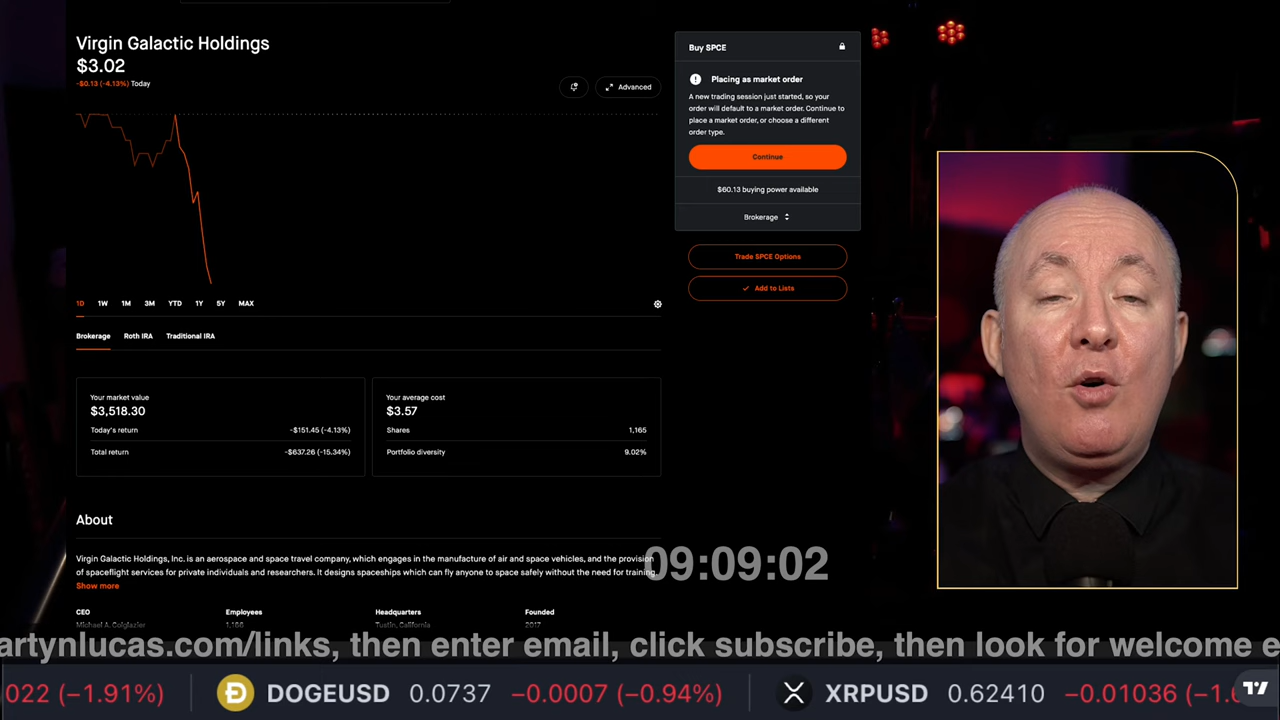 Virgin Galactic Holdings
$3.02
-$0.13 (-4.13%) Today
Advanced
1D 1W 1M 3M YTD 1Y 5Y MAX
Brokerage Roth IRA Traditional IRA
Your market value
$3,518.30
Today's return -$151.45 (-4.13%)
Total return -$637.26 (-15.34%)
Your average cost
$3.57
Shares 1,165
Portfolio diversity 9.02%
About
Virgin Galactic Holdings, Inc. is an aerospace and space travel company, which engages in the manufacture of air and space vehicles, and the provision
of spaceflight services for private individuals and researchers. It designs spaceships which can fly anyone to space safely without the need for training.
Show more
CEO Employees Headquarters Founded
Michael A. Colglazier 1,166 Tustin, California 2017
Buy SPCE
Placing as market order
A new trading session just started, so your
order will default to a market order. Continue to
place a market order, or choose a different
order type.
Continue
$60.13 buying power available
Brokerage
Trade SPCE Options
Add to Lists
09:09:02
artynlucas.com/links, then enter email, click subscribe, then look for welcome e
.022 (−1.91%) DOGEUSD 0.0737 −0.0007 (−0.94%) XRPUSD 0.62410 −0.01036 (−1.